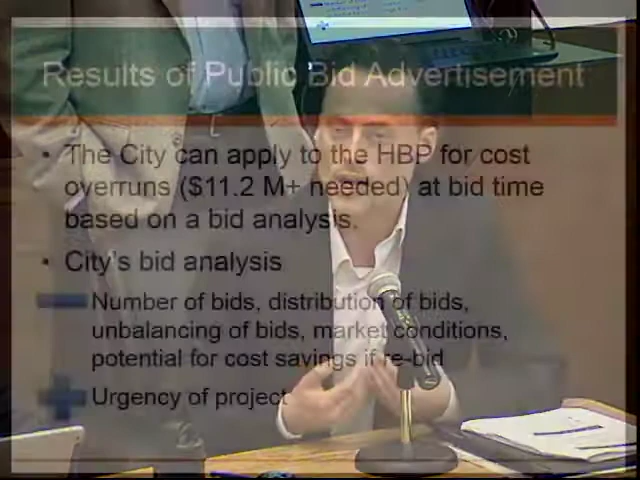 Results of Public Bid Advertisement
• The City can apply to the HBP for cost
overruns ($11.2 M+ needed) at bid time
based on a bid analysis.
• City's bid analysis
Number of bids, distribution of bids,
unbalancing of bids, market conditions,
potential for cost savings if re-bid
Urgency of project